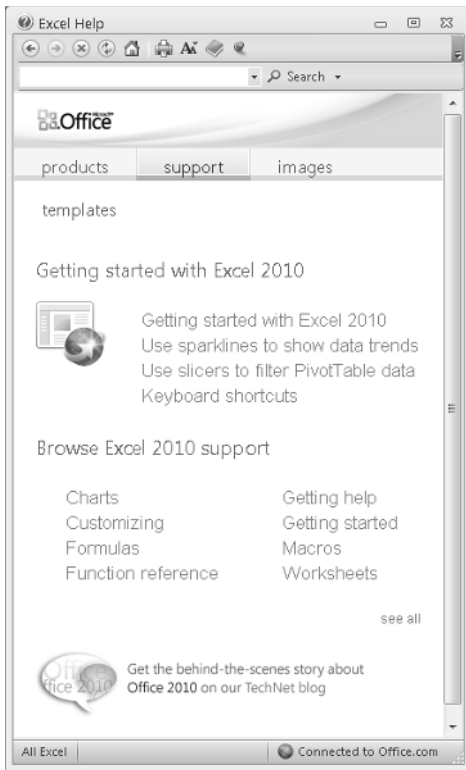 Excel Help
Search
Microsoft
Office
products support images
templates
Getting started with Excel 2010
Getting started with Excel 2010
Use sparklines to show data trends
Use slicers to filter PivotTable data
Keyboard shortcuts
Browse Excel 2010 support
Charts Getting help
Customizing Getting started
Formulas Macros
Function reference Worksheets
see all
Get the behind-the-scenes story about
Office 2010 on our TechNet blog
All Excel Connected to Office.com